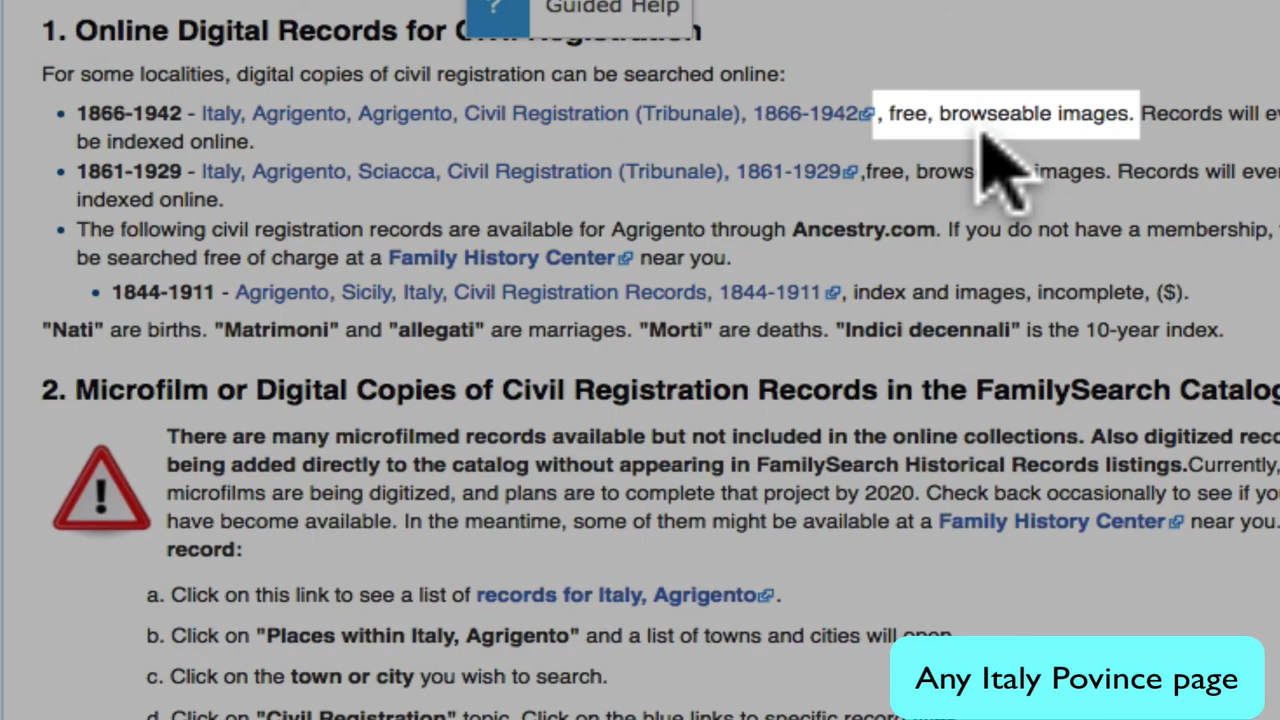 Guided Help
1. Online Digital Records for Civil Registration
For some localities, digital copies of civil registration can be searched online:
• 1866-1942 - Italy, Agrigento, Agrigento, Civil Registration (Tribunale), 1866-1942, free, browseable images. Records will
be indexed online.
• 1861-1929 - Italy, Agrigento, Sciacca, Civil Registration (Tribunale), 1861-1929,free, brows images. Records will
indexed online.
• The following civil registration records are available for Agrigento through Ancestry.com. If you do not have a membership,
be searched free of charge at a Family History Center near you.
• 1844-1911 - Agrigento, Sicily, Italy, Civil Registration Records, 1844-1911, index and images, incomplete, ($).
"Nati" are births. "Matrimoni" and "allegati" are marriages. "Morti" are deaths. "Indici decennali" is the 10-year index.
2. Microfilm or Digital Copies of Civil Registration Records in the FamilySearch Catalog
There are many microfilmed records available but not included in the online collections. Also digitized
being added directly to the catalog without appearing in FamilySearch Historical Records listings.Currently,
microfilms are being digitized, and plans are to complete that project by 2020. Check back occasionally to see if
have become available. In the meantime, some of them might be available at a Family History Center near you.
record:
a. Click on this link to see a list of records for Italy, Agrigento.
b. Click on "Places within Italy, Agrigento" and a list of towns and cities will open
c. Click on the town or city you wish to search.
d. Click on "Civil Registration" topic. Click on the blue links to specific
Any Italy Povince page